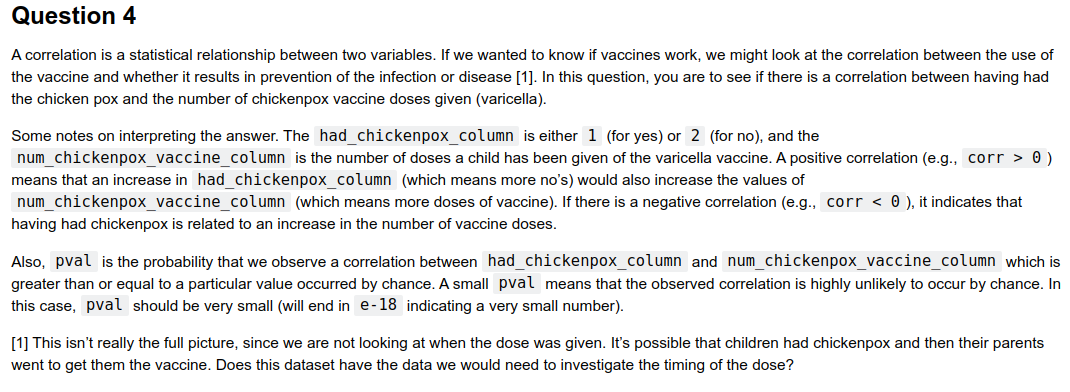 Question 4
A correlation is a statistical relationship between two variables. If we wanted to know if vaccines work, we might look at the correlation between the use of
the vaccine and whether it results in prevention of the infection or disease [1]. In this question, you are to see if there is a correlation between having had
the chicken pox and the number of chickenpox vaccine doses given (varicella).
Some notes on interpreting the answer. The had_chickenpox_column is either 1 (for yes) or 2 (for no), and the
num_chickenpox_vaccine_column is the number of doses a child has been given of the varicella vaccine. A positive correlation (e.g., corr > 0 )
means that an increase in had_chickenpox_column (which means more no’s) would also increase the values of
num_chickenpox_vaccine_column (which means more doses of vaccine). If there is a negative correlation (e.g., corr < 0 ), it indicates that
having had chickenpox is related to an increase in the number of vaccine doses.
Also, pval is the probability that we observe a correlation between had_chickenpox_column and num_chickenpox_vaccine_column which is
greater than or equal to a particular value occurred by chance. A small pval means that the observed correlation is highly unlikely to occur by chance. In
this case, pval should be very small (will end in e-18 indicating a very small number).
[1] This isn’t really the full picture, since we are not looking at when the dose was given. It’s possible that children had chickenpox and then their parents
went to get them the vaccine. Does this dataset have the data we would need to investigate the timing of the dose?